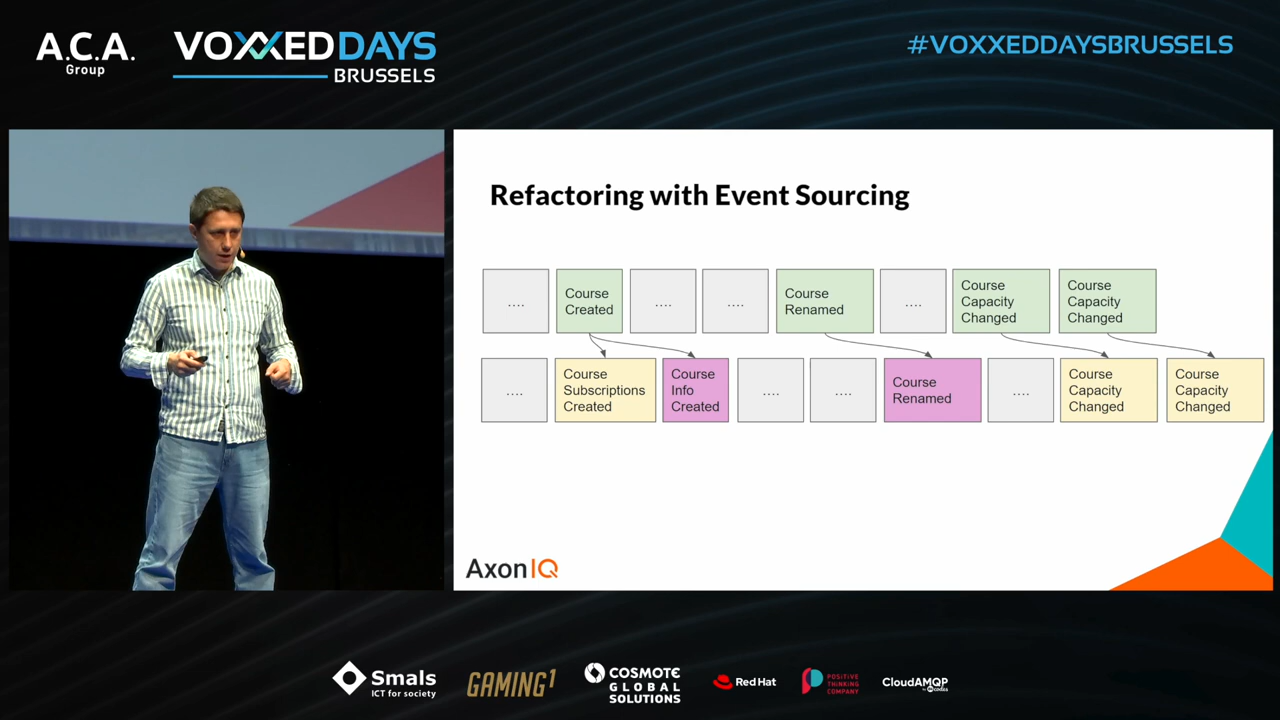 A.C.A.
Group
VOXXEDDAYS
BRUSSELS
#VOXXEDDAYSBRUSSELS
Refactoring with Event Sourcing
....
Course
Created
....
....
Course
Renamed
....
Course
Capacity
Changed
Course
Capacity
Changed
....
Course
Subscriptions
Created
Course
Info
Created
....
....
Course
Renamed
....
Course
Capacity
Changed
Course
Capacity
Changed
AxonIQ
Smals
ICT for society
GAMING1
COSMOTE
GLOBAL
SOLUTIONS
Red Hat
POSITIVE
THINKING
COMPANY
CloudAMQP